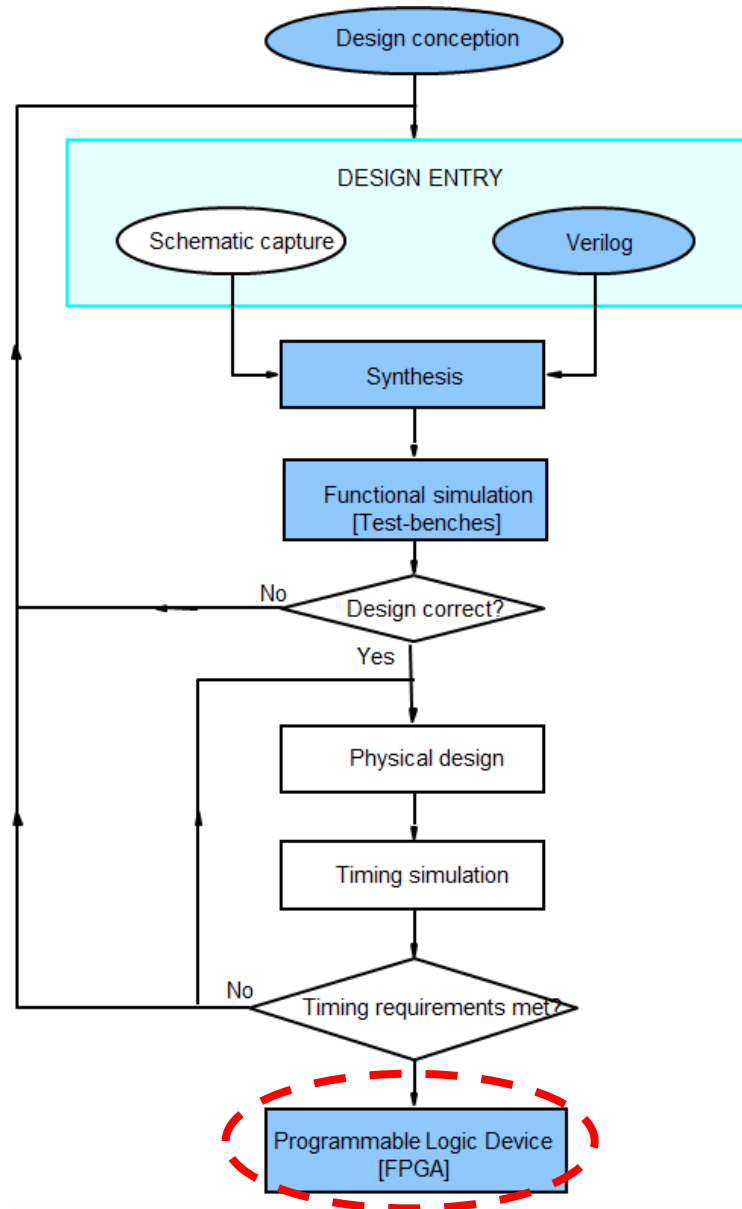 Design conception
DESIGN ENTRY
Schematic capture
Verilog
Synthesis
Functional simulation
[Test-benches]
No
Design correct?
Yes
Physical design
Timing simulation
No
Timing requirements met?
Programmable Logic Device
[FPGA]